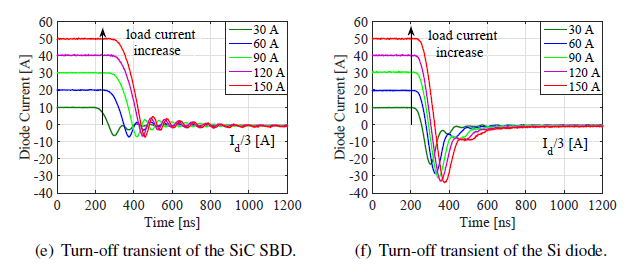 60
50
40
30
20
10
0
-10
-20
-30
-40
Diode Current [A]
load current
increase
30 A
60 A
90 A
120 A
150 A
I_d/3 [A]
0 200 400 600 800 1000 1200
Time [ns]
(e) Turn-off transient of the SiC SBD.
60
50
40
30
20
10
0
-10
-20
-30
-40
Diode Current [A]
load current
increase
30 A
60 A
90 A
120 A
150 A
I_d/3 [A]
0 200 400 600 800 1000 1200
Time [ns]
(f) Turn-off transient of the Si diode.